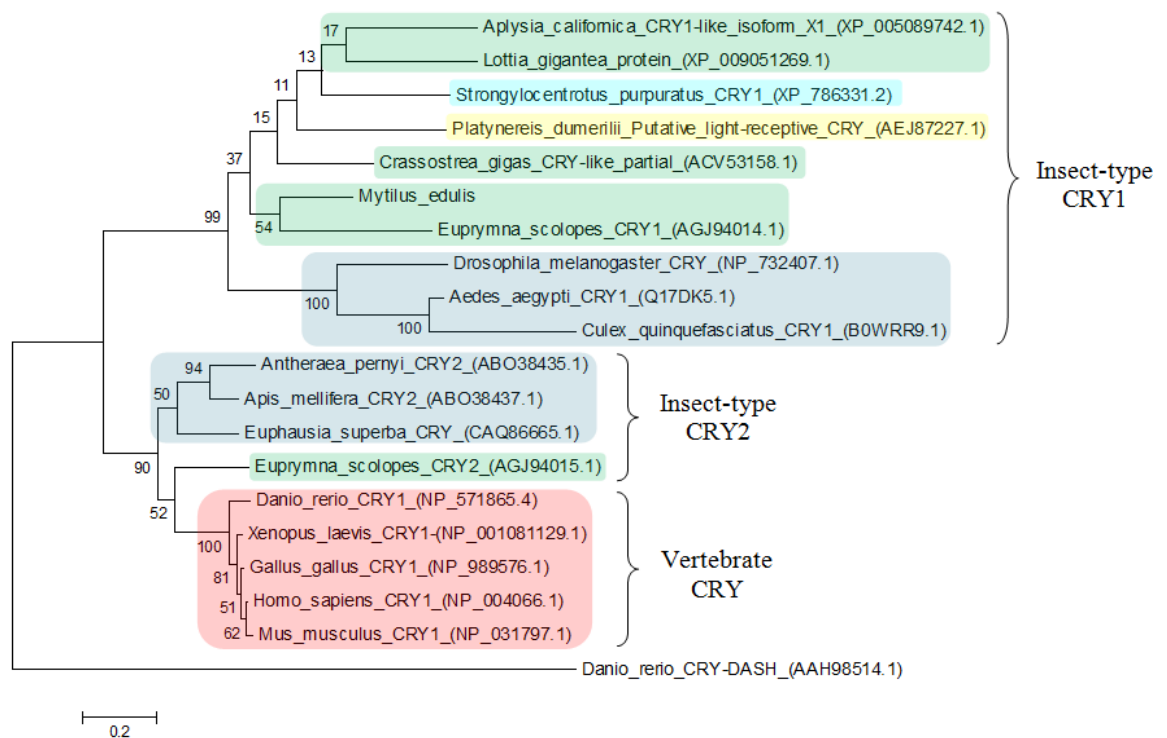 17
Aplysia_californica_CRY1-like_isoform_X1_(XP_005089742.1)
Lottia_gigantea_protein_(XP_009051269.1)
13
Strongylocentrotus_purpuratus_CRY1_(XP_786331.2)
11
Platynereis_dumerilii_Putative_light-receptive_CRY_(AEJ87227.1)
15
Crassostrea_gigas_CRY-like_partial_(ACV53158.1)
37
Mytilus_edulis
54
Euprymna_scolopes_CRY1_(AGJ94014.1)
99
Drosophila_melanogaster_CRY_(NP_732407.1)
100
Aedes_aegypti_CRY1_(Q17DK5.1)
100
Culex_quinquefasciatus_CRY1_(B0WRR9.1)
Insect-type
CRY1
94
Antheraea_pernyi_CRY2_(ABO38435.1)
50
Apis_mellifera_CRY2_(ABO38437.1)
Euphausia_superba_CRY_(CAQ86665.1)
90
Euprymna_scolopes_CRY2_(AGJ94015.1)
Insect-type
CRY2
52
Danio_rerio_CRY1_(NP_571865.4)
100
Xenopus_laevis_CRY1-(NP_001081129.1)
81
Gallus_gallus_CRY1_(NP_989576.1)
51
Homo_sapiens_CRY1_(NP_004066.1)
62
Mus_musculus_CRY1_(NP_031797.1)
Vertebrate
CRY
Danio_rerio_CRY-DASH_(AAH98514.1)
0.2